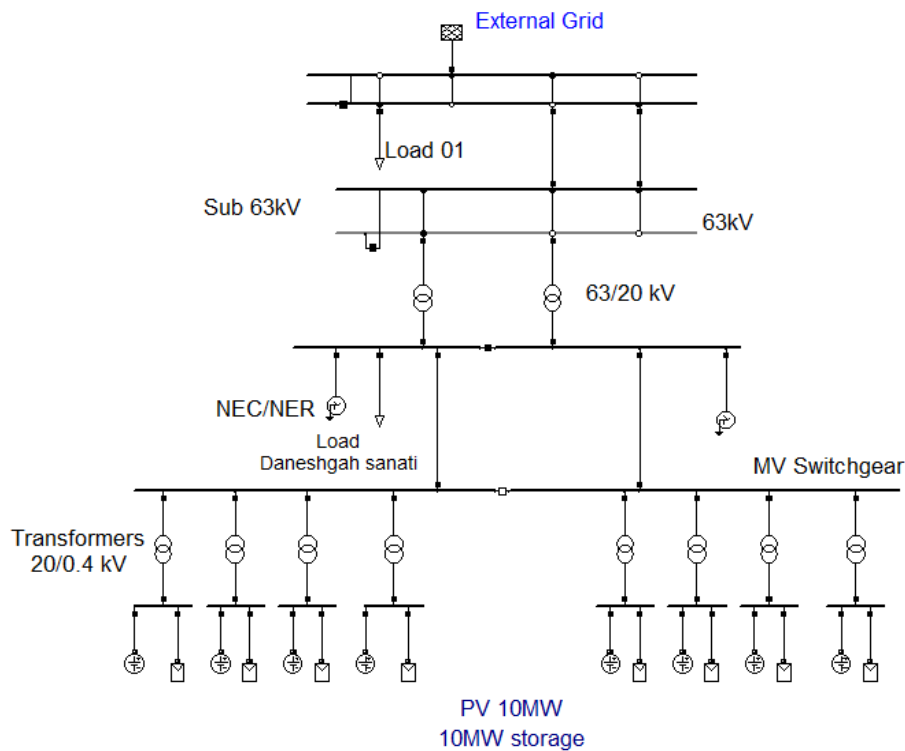 External Grid
Load 01
Sub 63kV
63kV
63/20 kV
NEC/NER
Load
Daneshgah sanati
MV Switchgear
Transformers
20/0.4 kV
PV 10MW
10MW storage